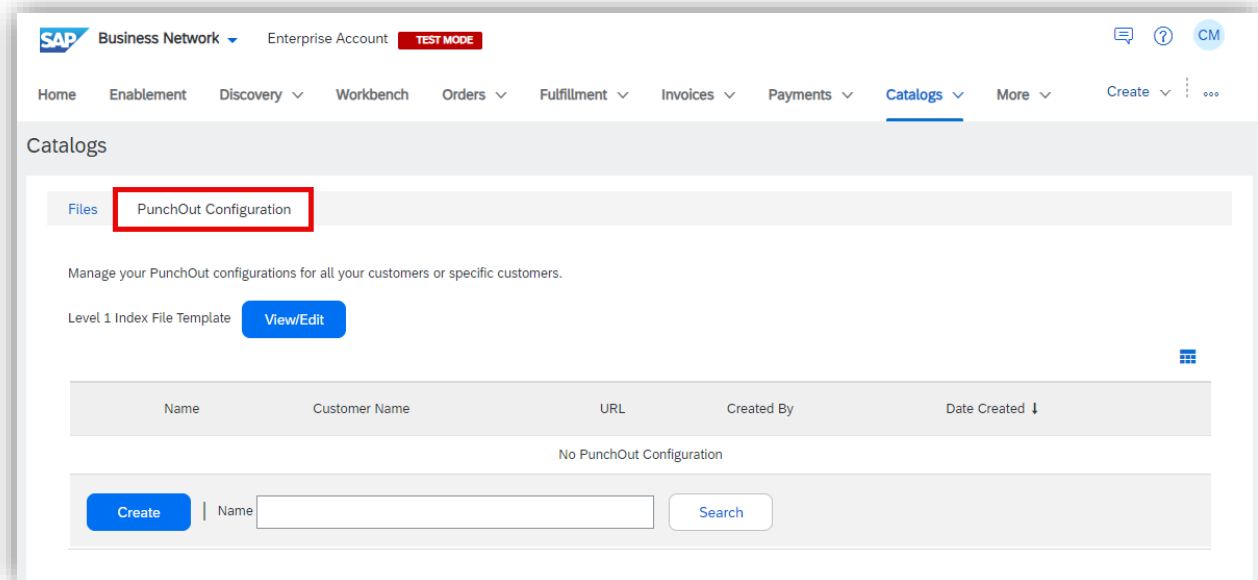 SAP Business Network Enterprise Account TEST MODE CM
Home Enablement Discovery Workbench Orders Fulfillment Invoices Payments Catalogs More Create
Catalogs
Files PunchOut Configuration
Manage your PunchOut configurations for all your customers or specific customers.
Level 1 Index File Template View/Edit
Name Customer Name URL Created By Date Created
No PunchOut Configuration
Create Name Search